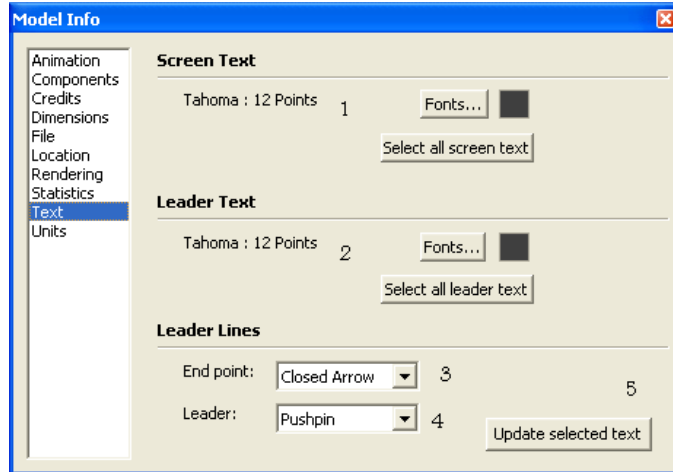 Model Info
Animation
Components
Credits
Dimensions
File
Location
Rendering
Statistics
Text
Units
Screen Text
Tahoma : 12 Points 1 Fonts...
Select all screen text
Leader Text
Tahoma : 12 Points 2 Fonts...
Select all leader text
Leader Lines
End point: Closed Arrow 3
5
Leader: Pushpin 4
Update selected text